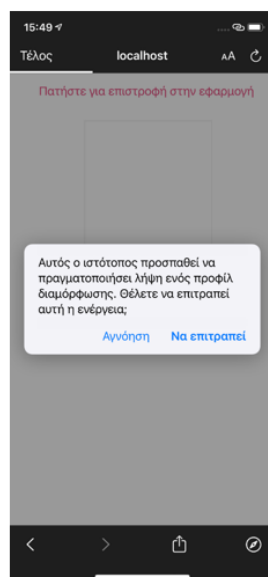 15:49
Τέλος localhost AA
Πατήστε για επιστροφή στην εφαρμογή
Αυτός ο ιστότοπος προσπαθεί να
πραγματοποιήσει λήψη ενός προφίλ
διαμόρφωσης. Θέλετε να επιτραπεί
αυτή η ενέργεια;
Αγνόηση Να επιτραπεί